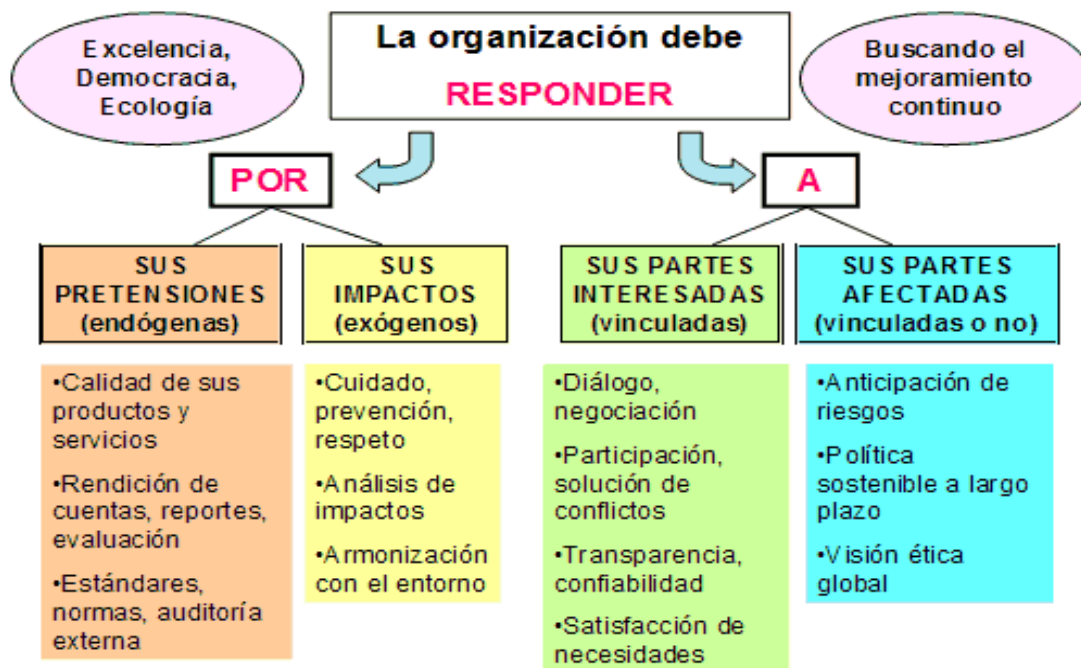 Excelencia,
Democracia,
Ecología
La organización debe
RESPONDER
Buscando el
mejoramiento
continuo
POR
A
SUS
PRETENSIONES
(endógenas)
SUS
IMPACTOS
(exógenos)
SUS PARTES
INTERESADAS
(vinculadas)
SUS PARTES
AFECTADAS
(vinculadas o no)
•Calidad de sus
productos y
servicios
•Rendición de
cuentas, reportes,
evaluación
•Estándares,
normas, auditoría
externa
•Cuidado,
prevención,
respeto
•Análisis de
impactos
•Armonización
con el entorno
•Diálogo,
negociación
•Participación,
solución de
conflictos
•Transparencia,
confiabilidad
•Satisfacción de
necesidades
•Anticipación de
riesgos
•Política
sostenible a largo
plazo
•Visión ética
global